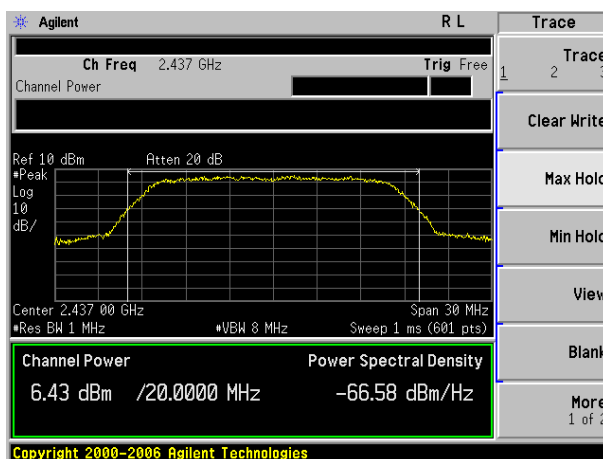 Agilent R L Trace
Ch Freq 2.437 GHz Trig Free
Channel Power
Trace
1 2 3
Clear Write
Max Hold
Min Hold
View
Blank
More
1 of 2
Ref 10 dBm Atten 20 dB
#Peak
Log
10
dB/
Center 2.437 00 GHz Span 30 MHz
#Res BW 1 MHz #VBW 8 MHz Sweep 1 ms (601 pts)
Channel Power Power Spectral Density
6.43 dBm /20.0000 MHz -66.58 dBm/Hz
Copyright 2000-2006 Agilent Technologies